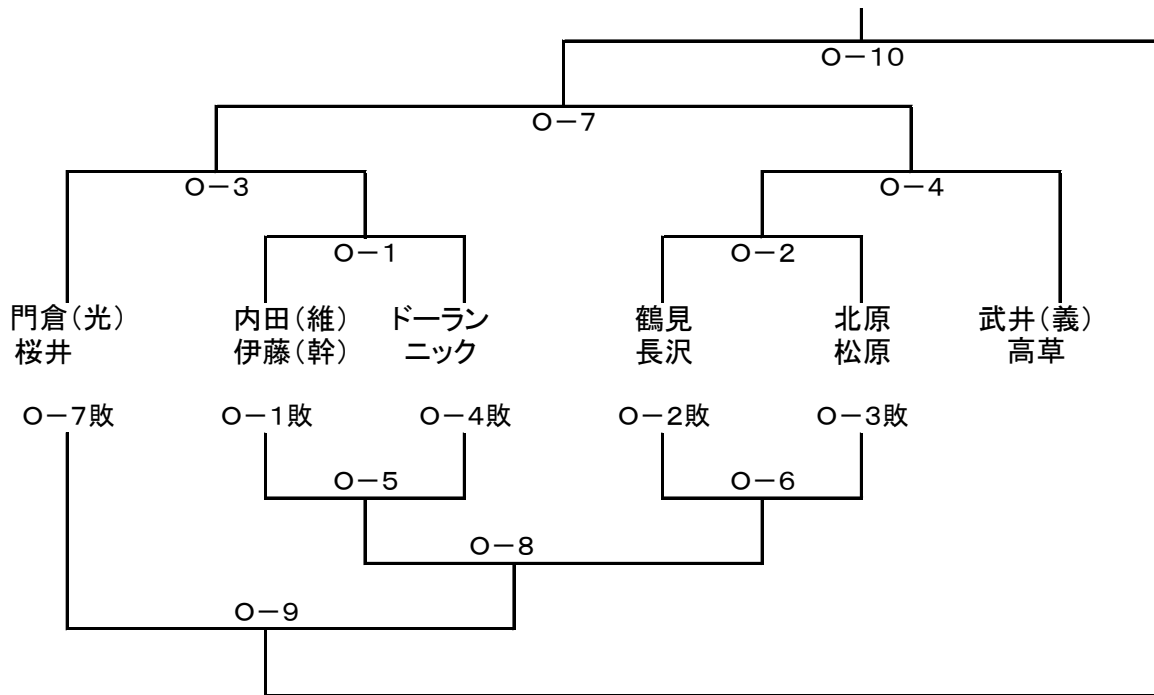 O－10
O－7
O－3
O－4
O－1
O－2
門倉（光）
桜井
内田（維）
伊藤（幹）
ドーラン
ニック
鶴見
長沢
北原
松原
武井（義）
高草
O－7敗
O－1敗
O－4敗
O－2敗
O－3敗
O－5
O－6
O－8
O－9